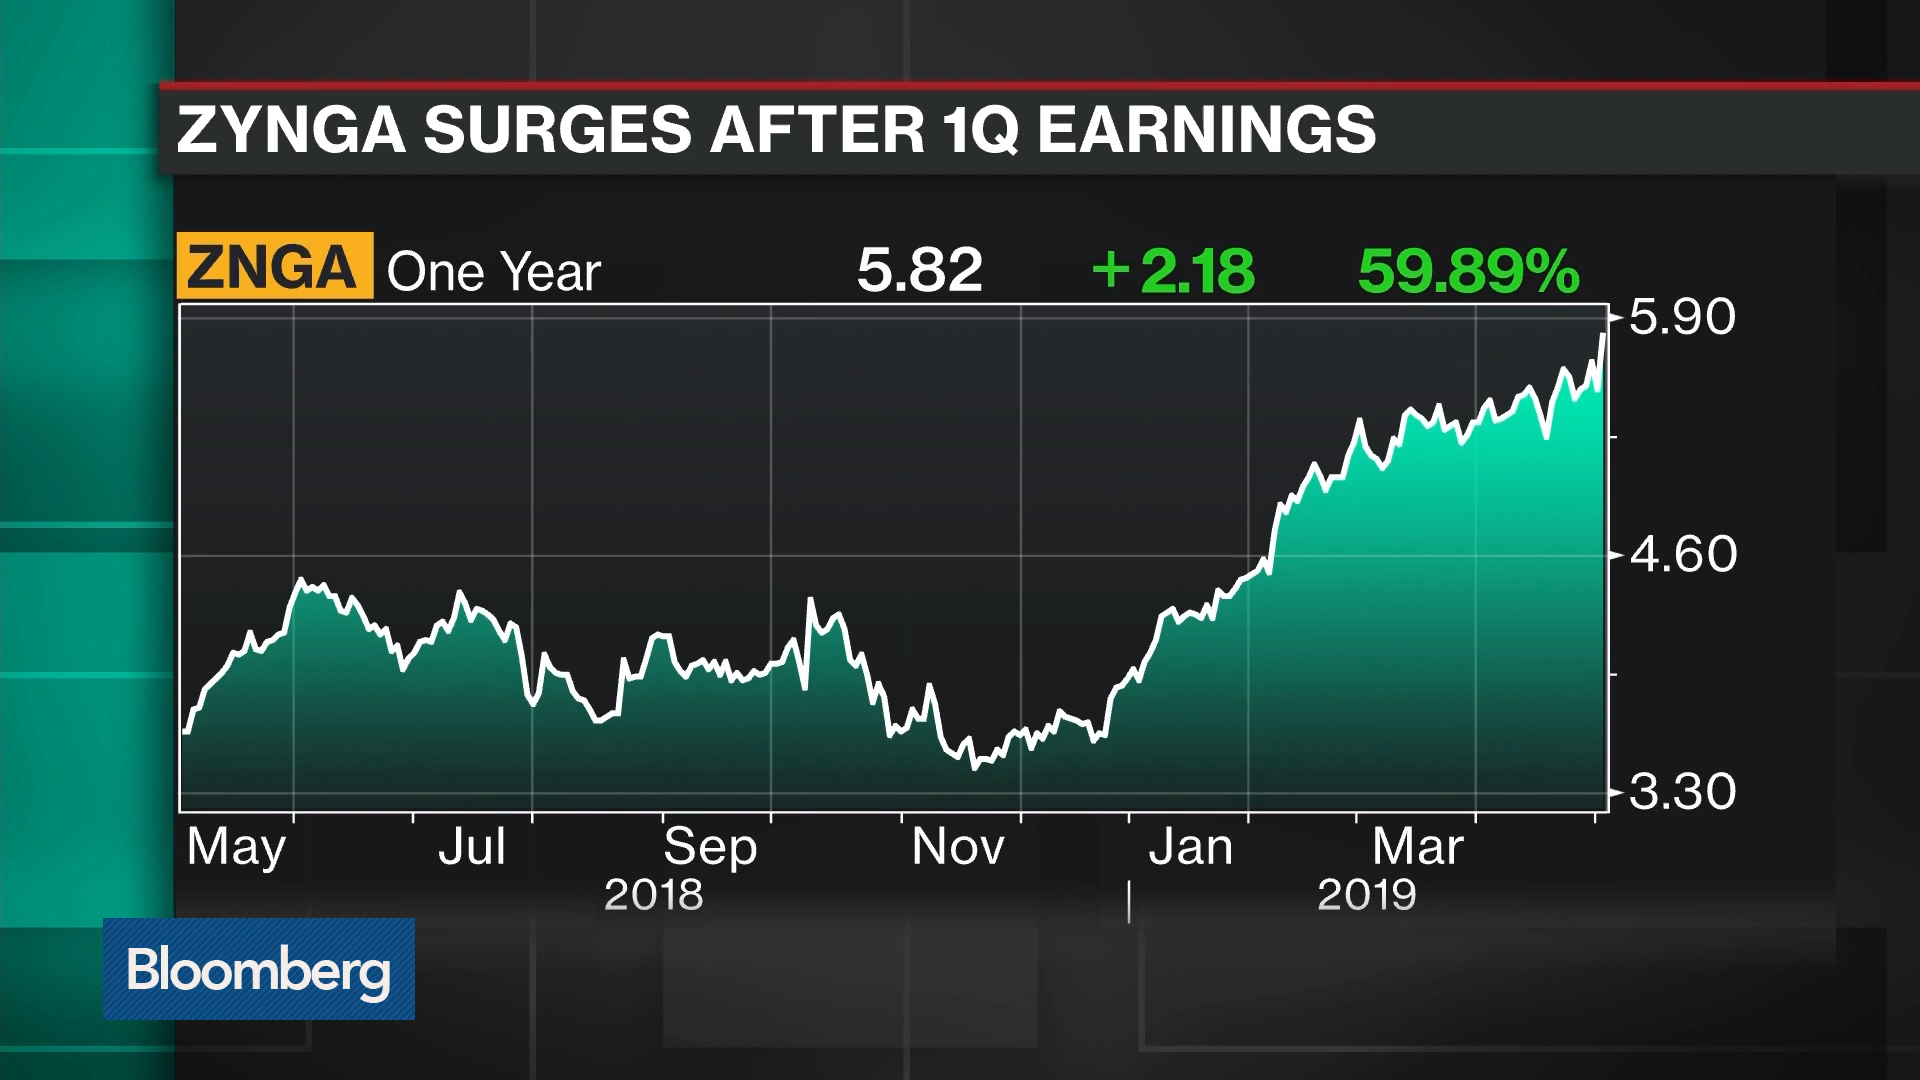 ZYNGA SURGES AFTER 1Q EARNINGS
ZNGA One Year 5.82 +2.18 59.89%
5.90
4.60
3.30
May Jul Sep Nov Jan Mar
2018 2019
Bloomberg